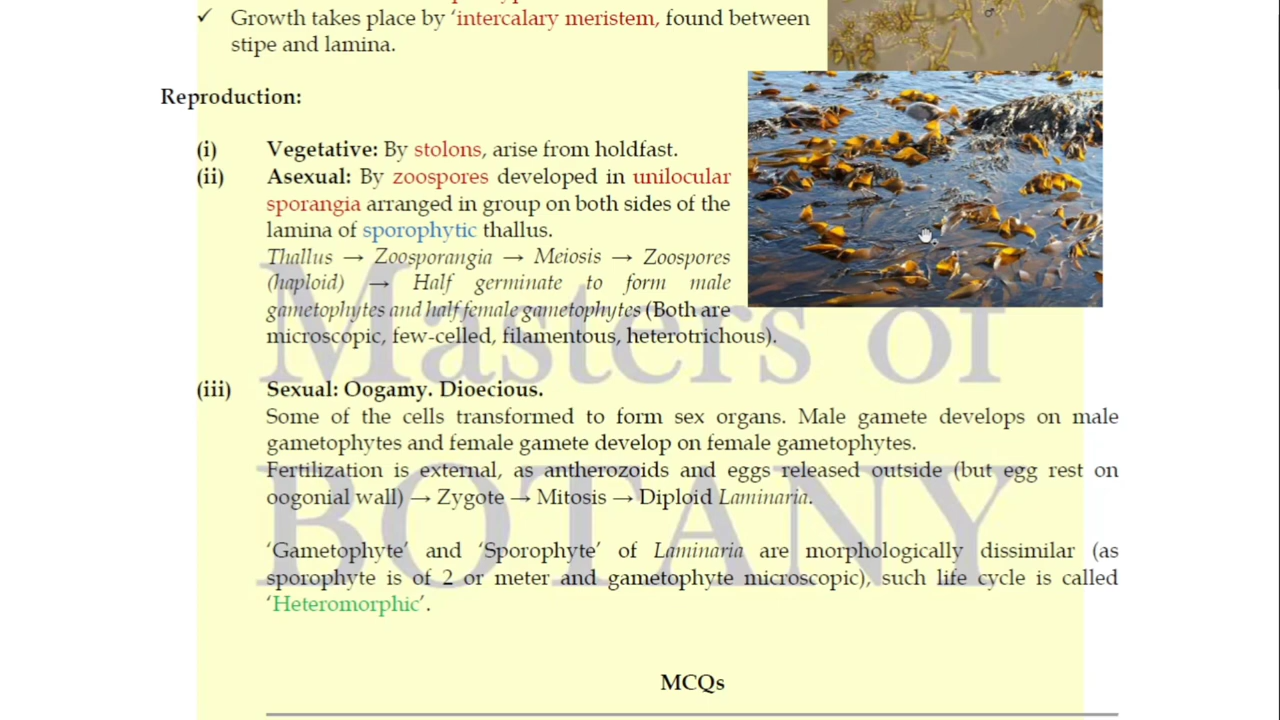 ✓ Growth takes place by ‘intercalary meristem, found between
stipe and lamina.
Reproduction:
(i) Vegetative: By stolons, arise from holdfast.
(ii) Asexual: By zoospores developed in unilocular
sporangia arranged in group on both sides of the
lamina of sporophytic thallus.
Thallus → Zoosporangia → Meiosis → Zoospores
(haploid) → Half germinate to form male
gametophytes and half female gametophytes (Both are
microscopic, few-celled, filamentous, heterotrichous).
(iii) Sexual: Oogamy. Dioecious.
Some of the cells transformed to form sex organs. Male gamete develops on male
gametophytes and female gamete develop on female gametophytes.
Fertilization is external, as antherozoids and eggs released outside (but egg rest on
oogonial wall) → Zygote → Mitosis → Diploid Laminaria.
‘Gametophyte’ and ‘Sporophyte’ of Laminaria are morphologically dissimilar (as
sporophyte is of 2 or meter and gametophyte microscopic), such life cycle is called
‘Heteromorphic’.
MCQs
Masters of
BOTANY